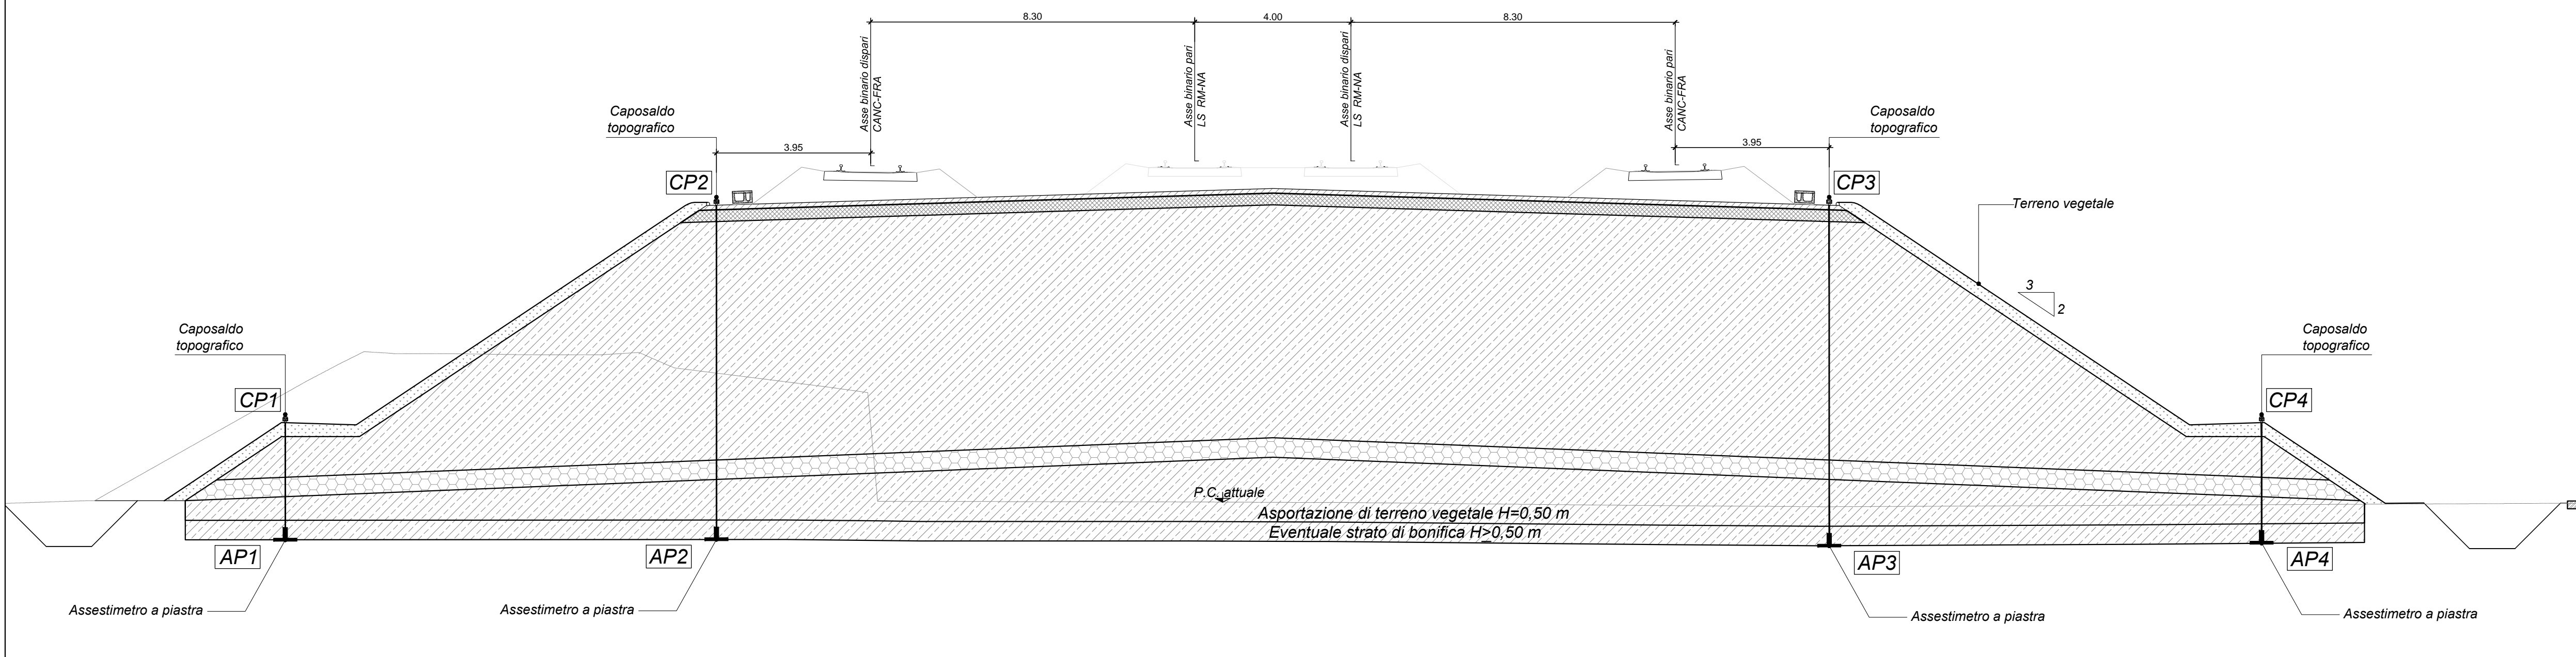 8.30
4.00
8.30
Asse binario dispari
CANC-FRA
Asse binario pari
LS RM-NA
Asse binario dispari
LS RM-NA
Asse binario pari
CANC-FRA
Caposaldo
topografico
Caposaldo
topografico
3.95
3.95
CP2
CP3
Terreno vegetale
3
2
Caposaldo
topografico
Caposaldo
topografico
CP1
CP4
P.C. attuale
Asportazione di terreno vegetale H=0,50 m
Eventuale strato di bonifica H≥0,50 m
AP1
AP2
AP3
AP4
Assestimetro a piastra
Assestimetro a piastra
Assestimetro a piastra
Assestimetro a piastra